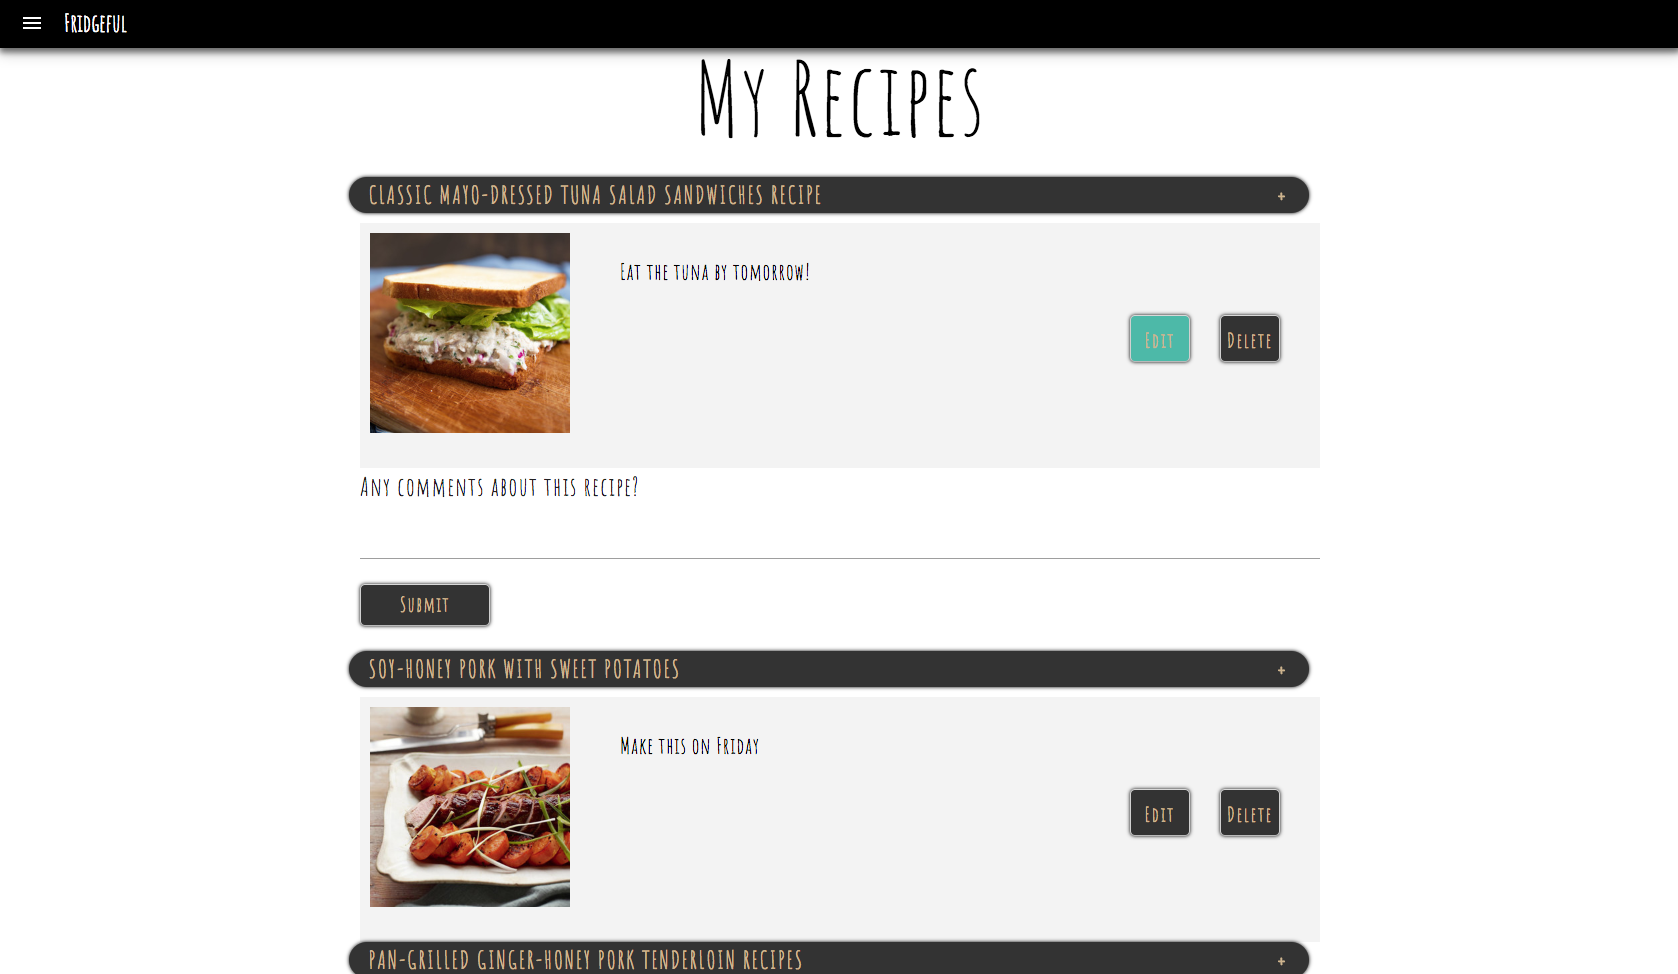 Fridgeful
My Recipes
CLASSIC MAYO-DRESSED TUNA SALAD SANDWICHES RECIPE +
Eat the tuna by tomorrow!
Edit Delete
Any comments about this recipe?
Submit
SOY-HONEY PORK WITH SWEET POTATOES +
Make this on Friday
Edit Delete
PAN-GRILLED GINGER-HONEY PORK TENDERLOIN RECIPES +